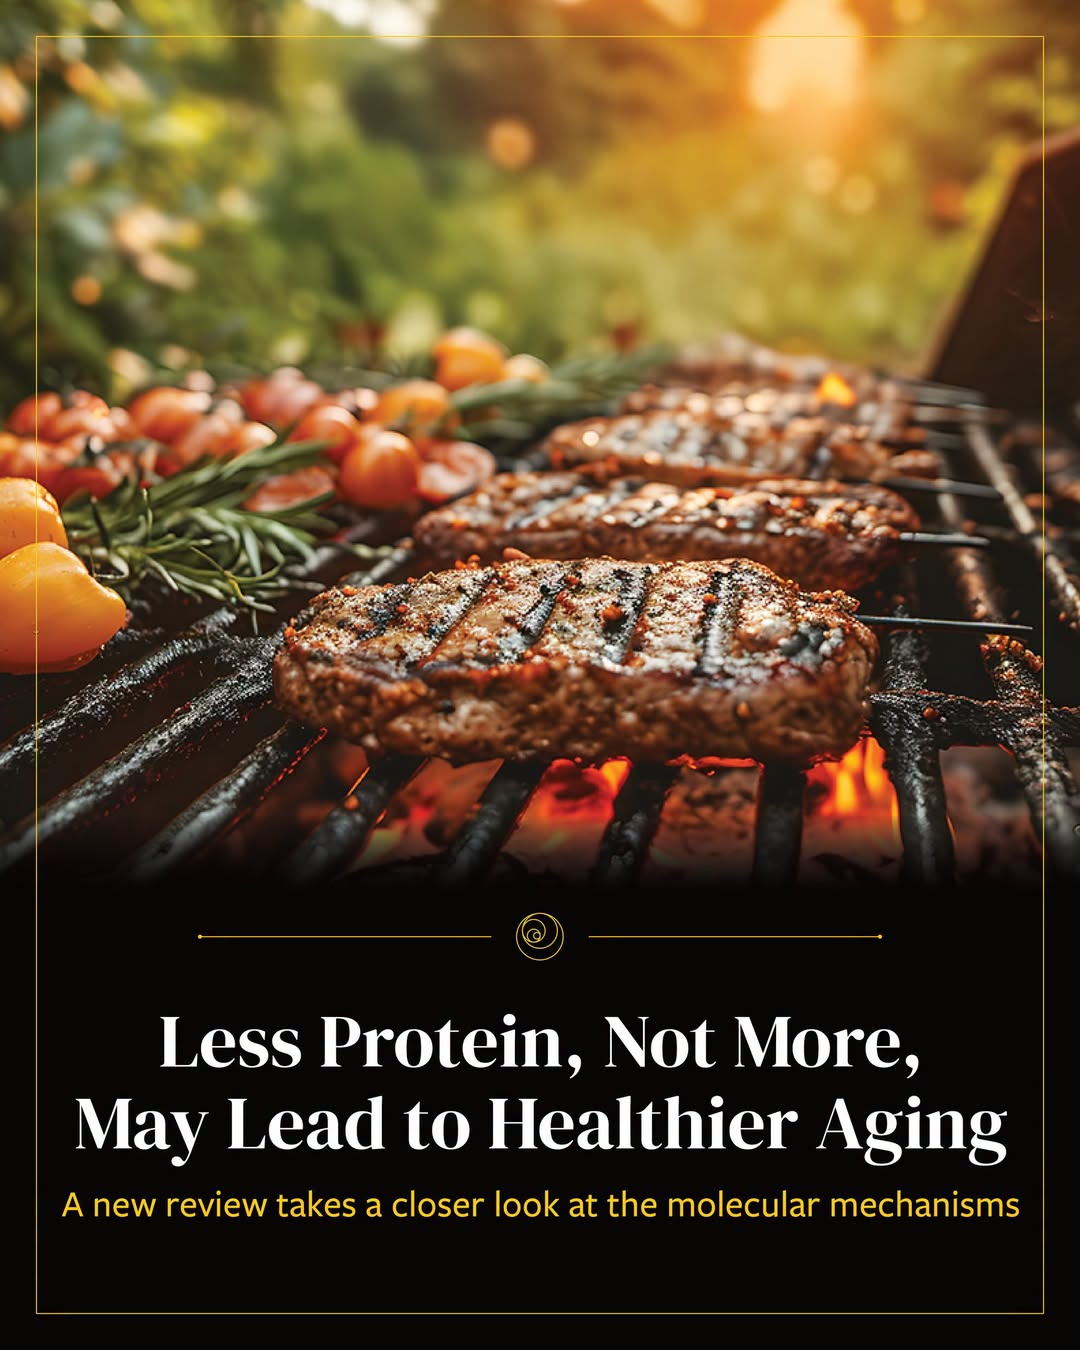 Less Protein, Not More,
May Lead to Healthier Aging
A new review takes a closer look at the molecular mechanisms